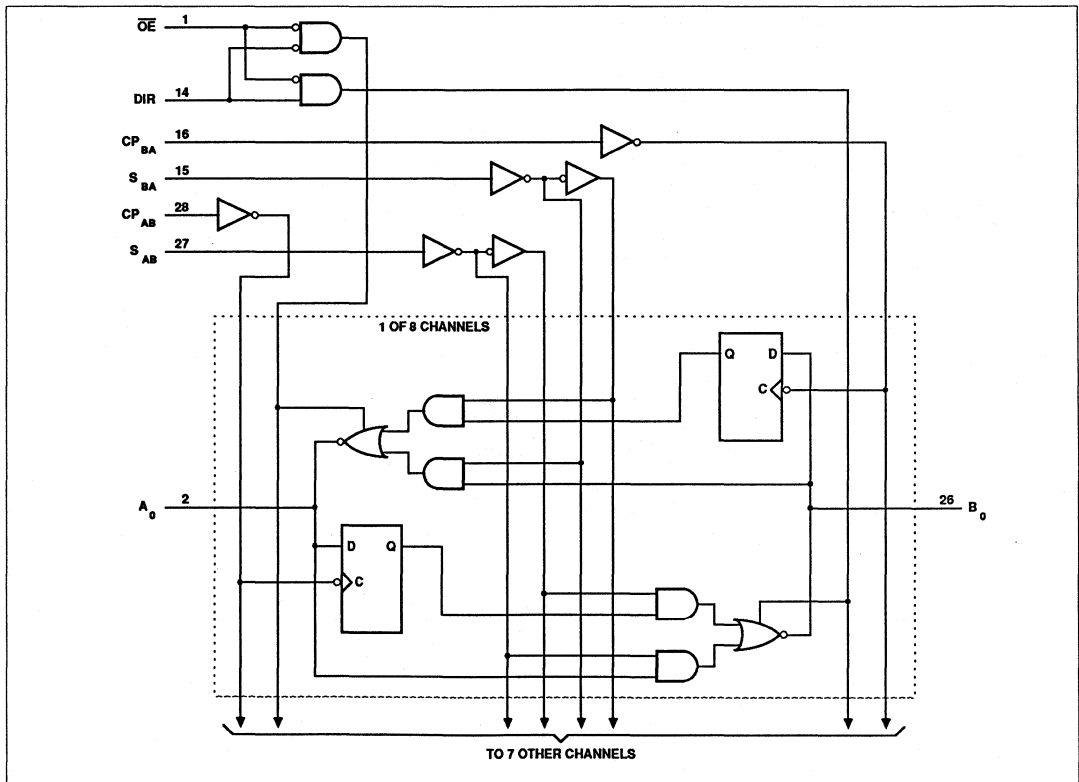 OE 1
DIR 14
CP BA 16
S BA 15
CP AB 28
S AB 27
1 OF 8 CHANNELS
Q D
C
A 0 2
26 B 0
D Q
C
TO 7 OTHER CHANNELS